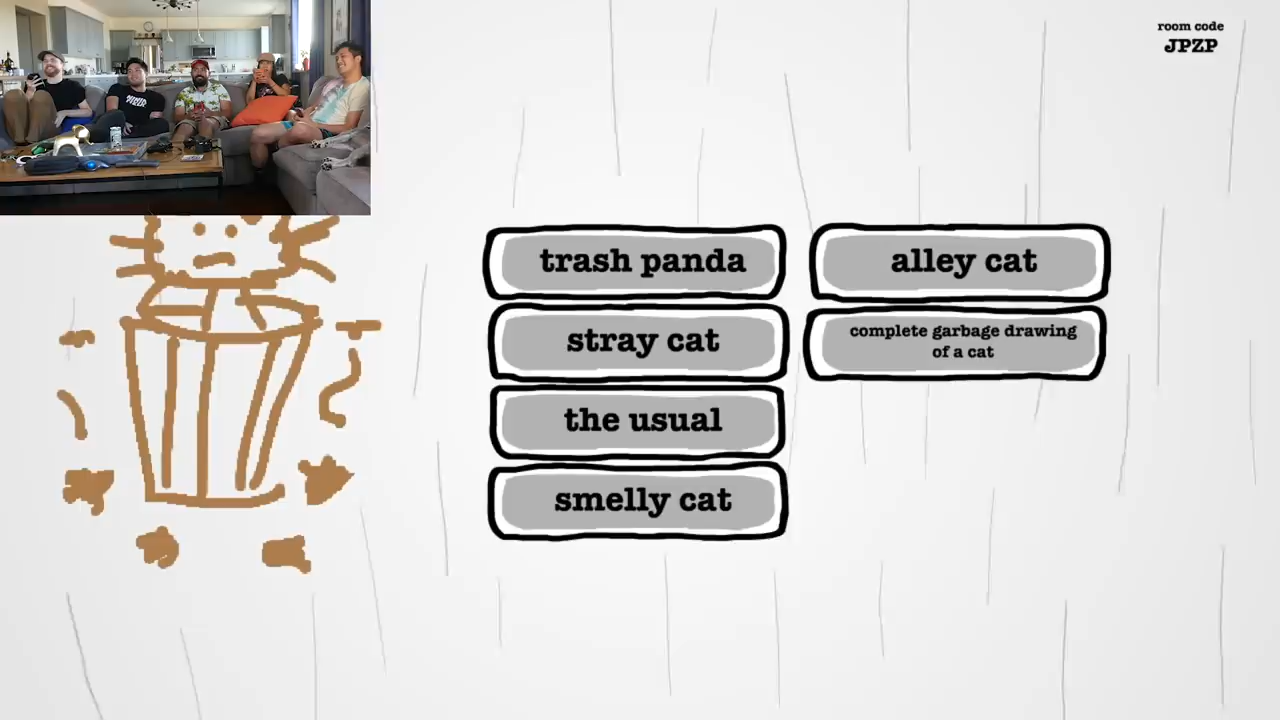 room code
JPZP
trash panda
alley cat
stray cat
complete garbage drawing
of a cat
the usual
smelly cat